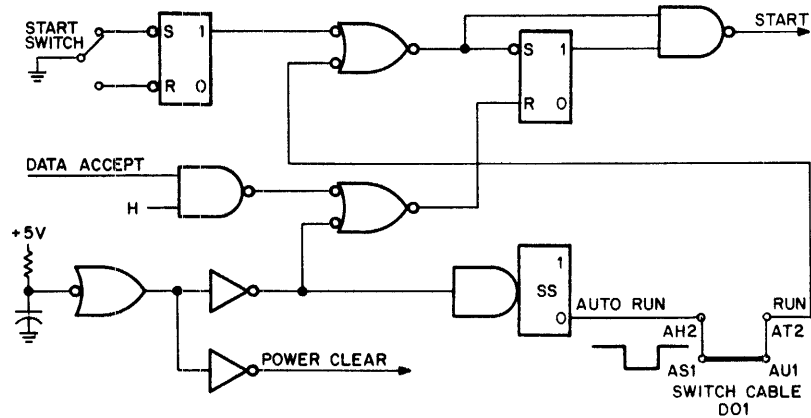 START
SWITCH
S 1
R 0
START
S 1
R 0
DATA ACCEPT
H
+5V
1
SS
0
AUTO RUN
RUN
AH2
AT2
POWER CLEAR
AS1
AU1
SWITCH CABLE
D01